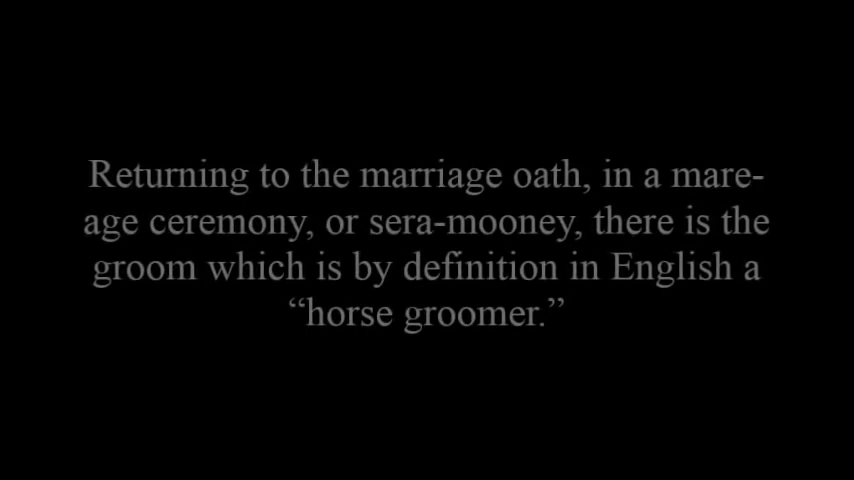 Returning to the marriage oath, in a mare-
age ceremony, or sera-mooney, there is the
groom which is by definition in English a
“horse groomer.”